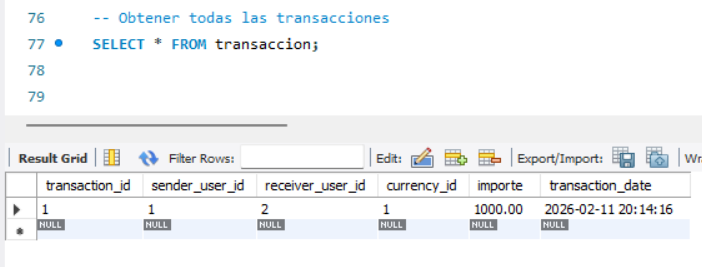 76 -- Obtener todas las transacciones
77 SELECT * FROM transaccion;
78
79
Result Grid Filter Rows: Edit: Export/Import: Wr
transaction_id sender_user_id receiver_user_id currency_id importe transaction_date
1 1 2 1 1000.00 2026-02-11 20:14:16
NULL NULL NULL NULL NULL NULL